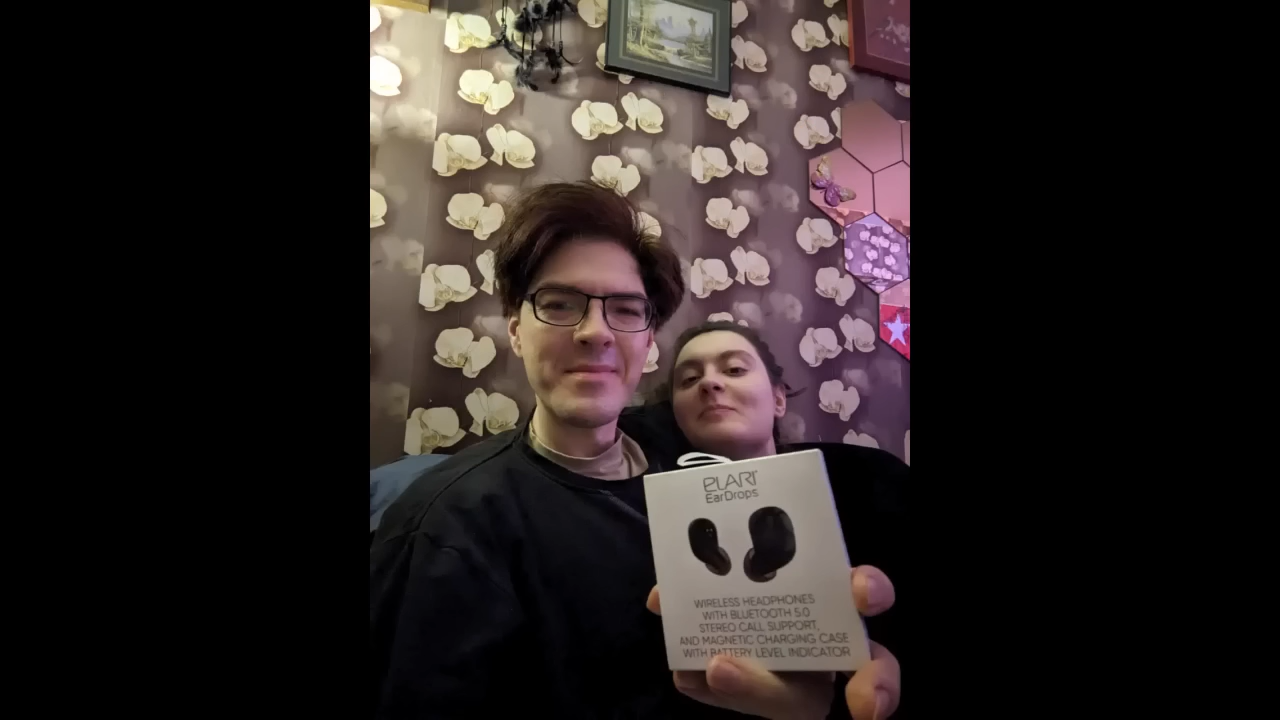 ELARI
EarDrops
WIRELESS HEADPHONES
WITH BLUETOOTH 5.0
STEREO CALL SUPPORT,
AND MAGNETIC CHARGING CASE
WITH BATTERY LEVEL INDICATOR